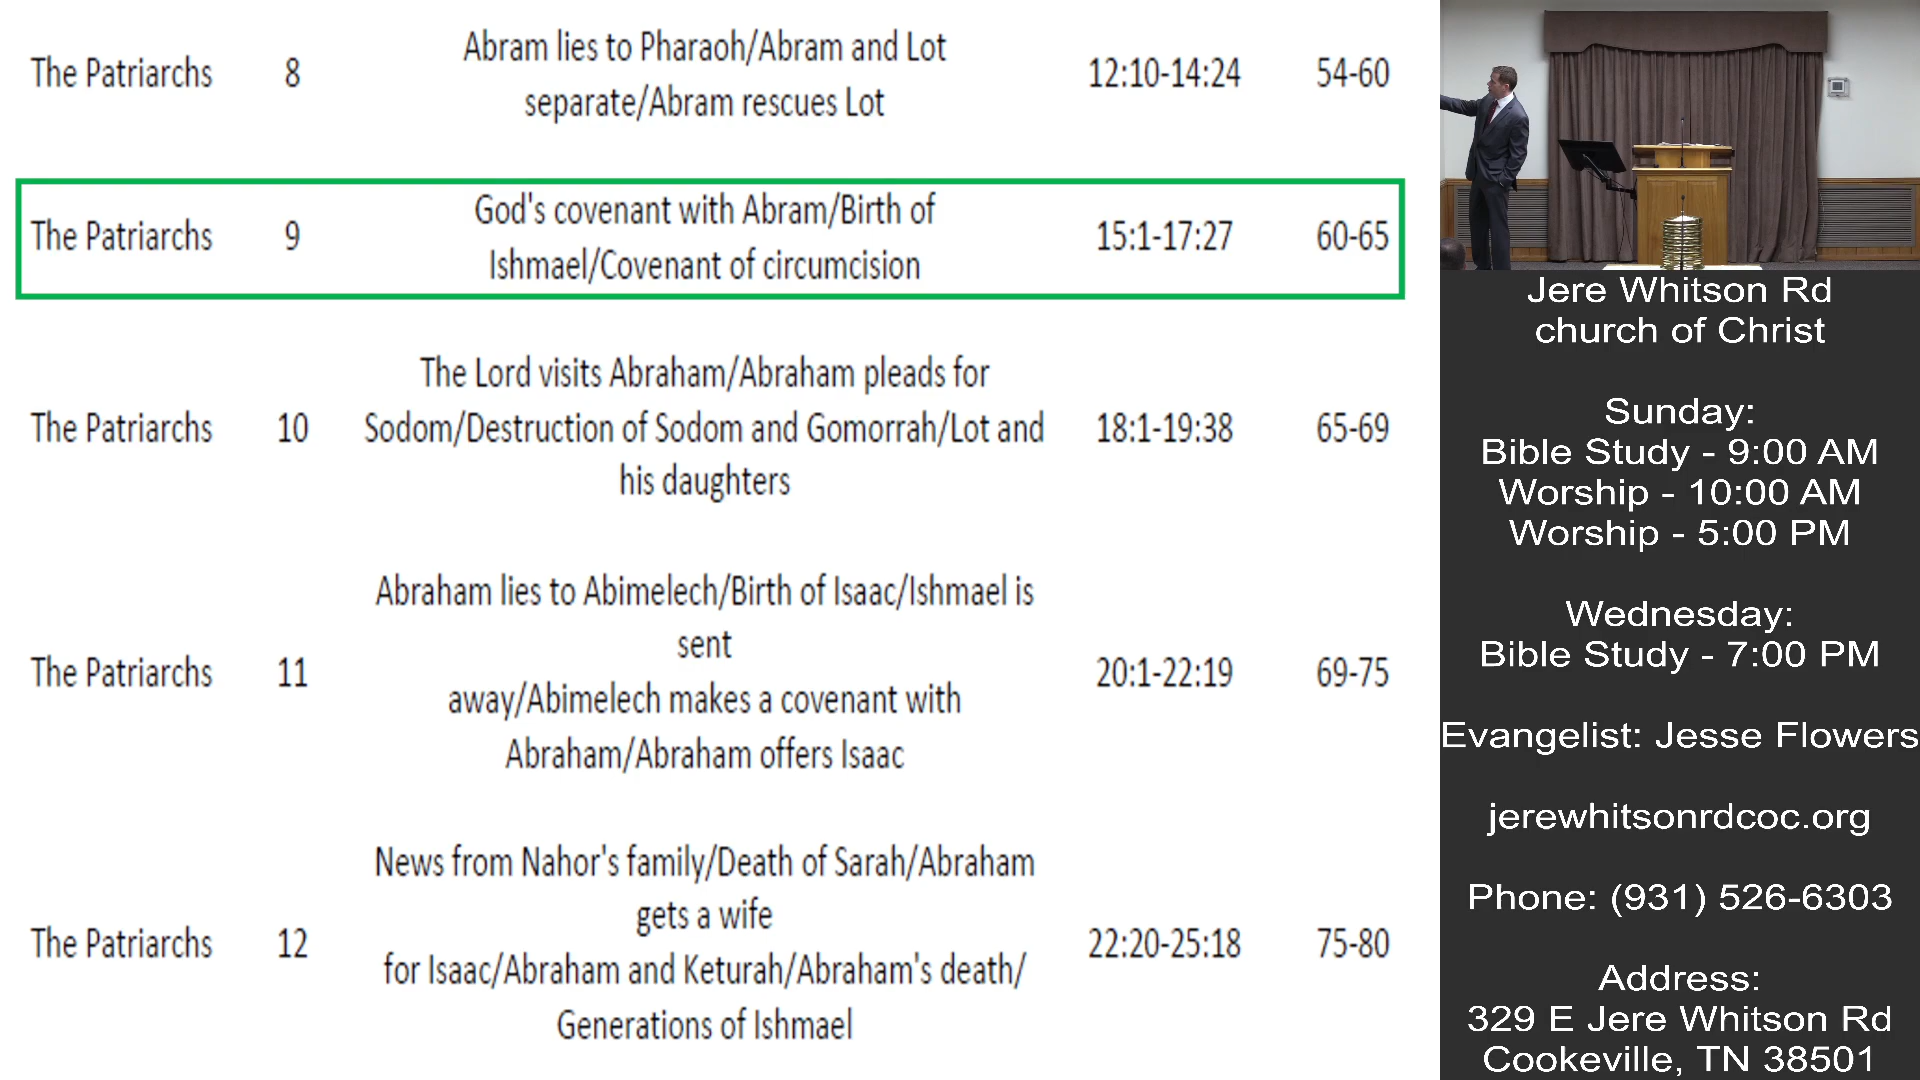 Abram lies to Pharaoh/Abram and Lot
The Patriarchs 8 separate/Abram rescues Lot 12:10-14:24 54-60
God's covenant with Abram/Birth of
The Patriarchs 9 Ishmael/Covenant of circumcision 15:1-17:27 60-65
The Lord visits Abraham/Abraham pleads for
The Patriarchs 10 Sodom/Destruction of Sodom and Gomorrah/Lot and 18:1-19:38 65-69
his daughters
Abraham lies to Abimelech/Birth of Isaac/Ishmael is
sent
The Patriarchs 11 away/Abimelech makes a covenant with 20:1-22:19 69-75
Abraham/Abraham offers Isaac
News from Nahor's family/Death of Sarah/Abraham
gets a wife
The Patriarchs 12 for Isaac/Abraham and Keturah/Abraham's death/ 22:20-25:18 75-80
Generations of Ishmael
Jere Whitson Rd
church of Christ
Sunday:
Bible Study - 9:00 AM
Worship - 10:00 AM
Worship - 5:00 PM
Wednesday:
Bible Study - 7:00 PM
Evangelist: Jesse Flowers
jerewhitsonrdcoc.org
Phone: (931) 526-6303
Address:
329 E Jere Whitson Rd
Cookeville, TN 38501